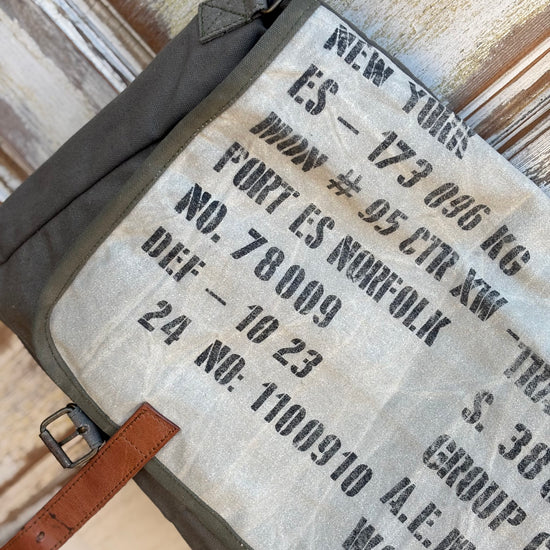 NEW YORK
ES - 173 096 KG
MON # 95 CTR XW -
PORT ES NORFOLK
NO. 78009
DEF - 10 23
24 NO: 1100910
S. 38
GROUP
A.E.